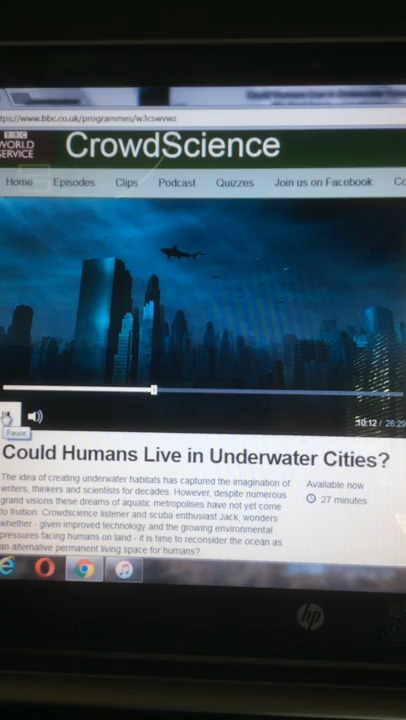 tps://www.bbc.co.uk/programmes/w3cswvwz
BBC
WORLD
SERVICE
CrowdScience
Home Episodes Clips Podcast Quizzes Join us on Facebook Co
10:12 / 26:29
Pause
Could Humans Live in Underwater Cities?
The idea of creating underwater habitats has captured the imagination of
writers, thinkers and scientists for decades. However, despite numerous
grand visions these dreams of aquatic metropolises have not yet come
to fruition. Crowdscience listener and scuba enthusiast Jack, wonders
whether - given improved technology and the growing environmental
pressures facing humans on land - it is time to reconsider the ocean as
an alternative permanent living space for humans?
Available now
27 minutes
hp